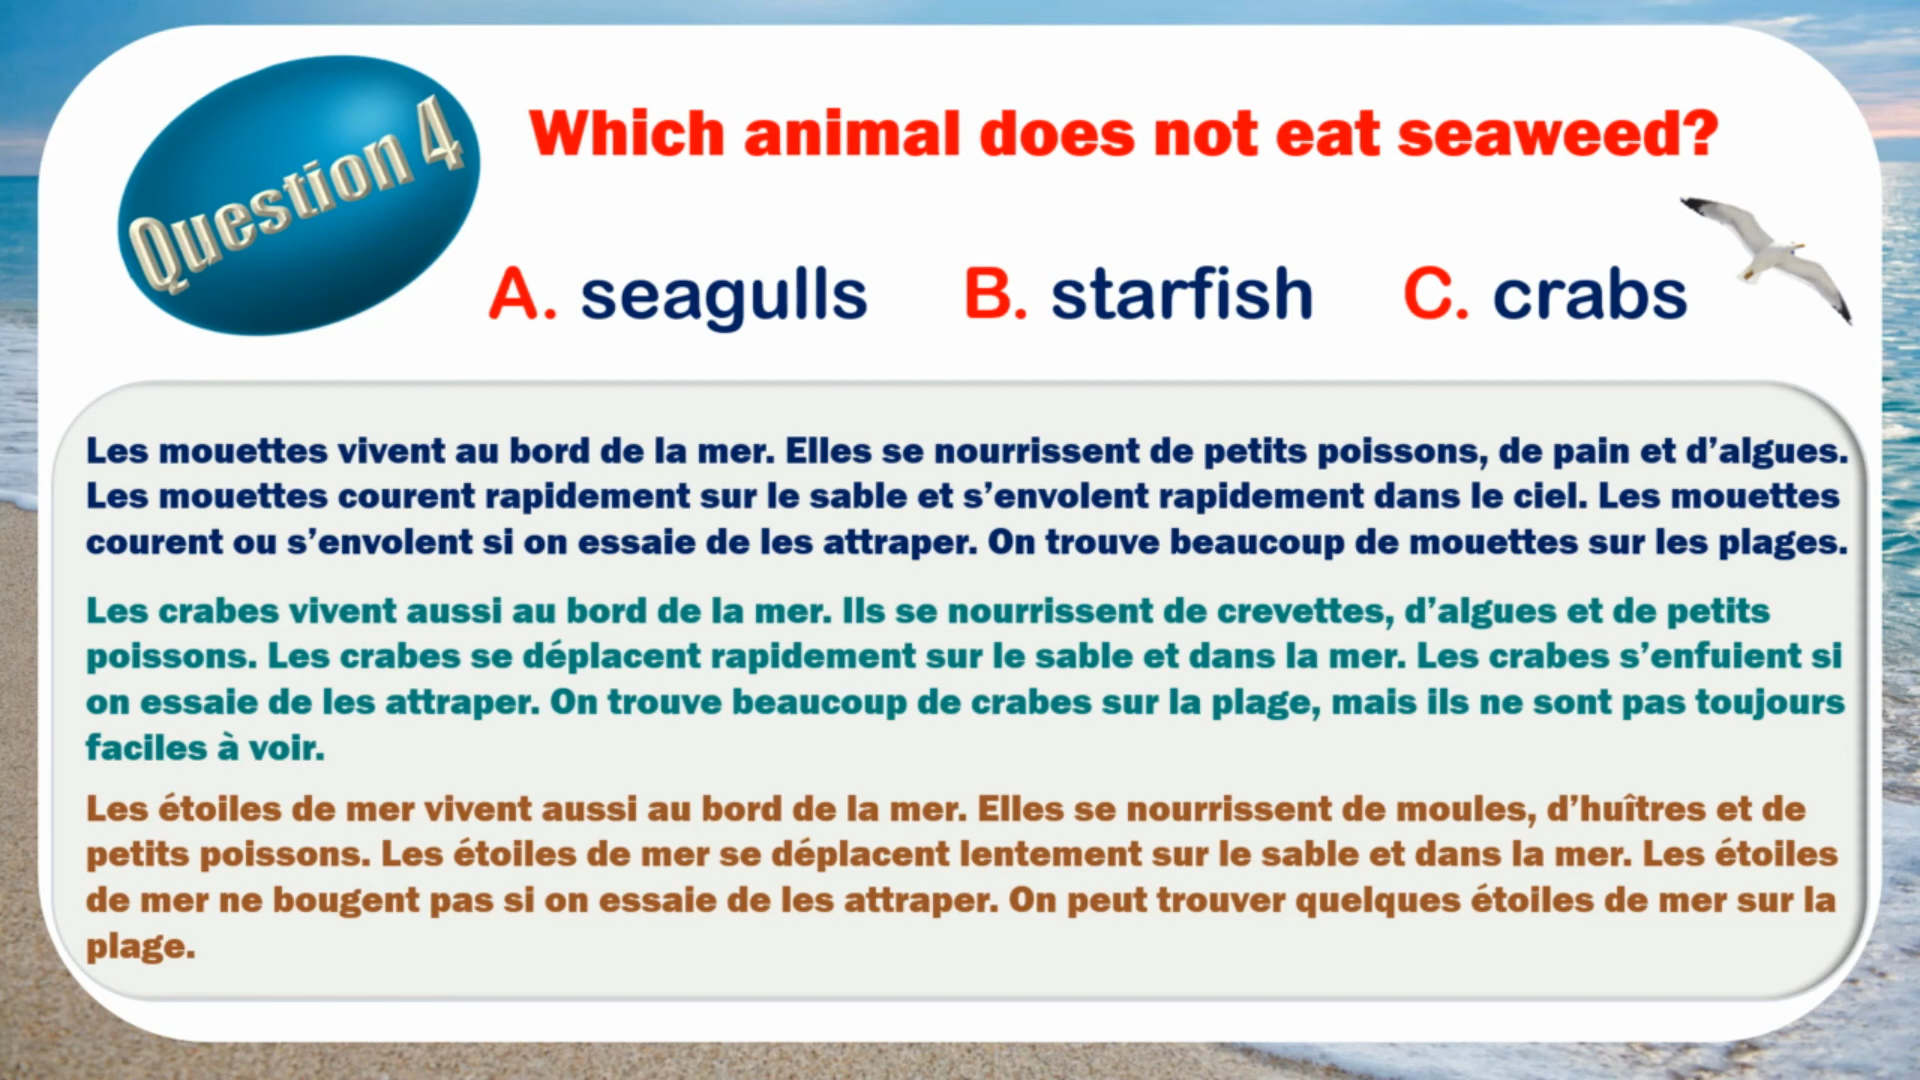 Question 4
Which animal does not eat seaweed?
A. seagulls B. starfish C. crabs
Les mouettes vivent au bord de la mer. Elles se nourrissent de petits poissons, de pain et d’algues.
Les mouettes courent rapidement sur le sable et s’envolent rapidement dans le ciel. Les mouettes
courent ou s’envolent si on essaie de les attraper. On trouve beaucoup de mouettes sur les plages.
Les crabes vivent aussi au bord de la mer. Ils se nourrissent de crevettes, d’algues et de petits
poissons. Les crabes se déplacent rapidement sur le sable et dans la mer. Les crabes s’enfuient si
on essaie de les attraper. On trouve beaucoup de crabes sur la plage, mais ils ne sont pas toujours
faciles à voir.
Les étoiles de mer vivent aussi au bord de la mer. Elles se nourrissent de moules, d’huîtres et de
petits poissons. Les étoiles de mer se déplacent lentement sur le sable et dans la mer. Les étoiles
de mer ne bougent pas si on essaie de les attraper. On peut trouver quelques étoiles de mer sur la
plage.